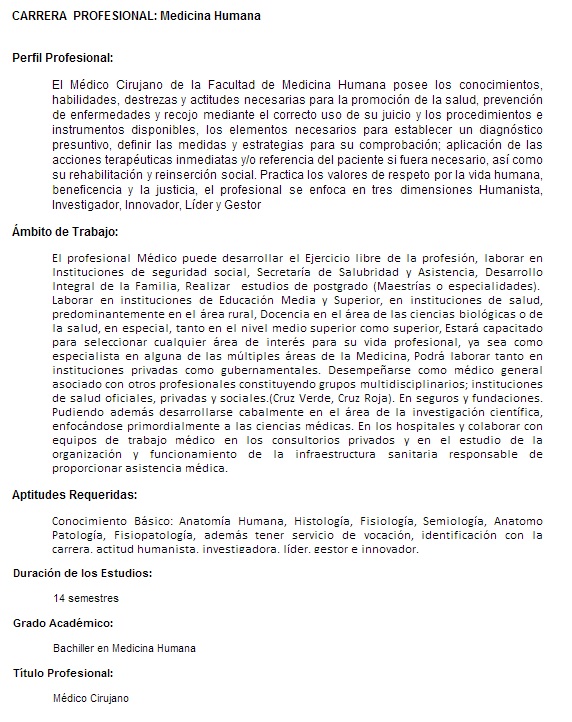 CARRERA PROFESIONAL: Medicina Humana
Perfil Profesional:
El Médico Cirujano de la Facultad de Medicina Humana posee los conocimientos,
habilidades, destrezas y actitudes necesarias para la promoción de la salud, prevención
de enfermedades y recojo mediante el correcto uso de su juicio y los procedimientos e
instrumentos disponibles, los elementos necesarios para establecer un diagnóstico
presuntivo, definir las medidas y estrategias para su comprobación; aplicación de las
acciones terapéuticas inmediatas y/o referencia del paciente si fuera necesario, así como
su rehabilitación y reinserción social. Practica los valores de respeto por la vida humana,
beneficencia y la justicia, el profesional se enfoca en tres dimensiones Humanista,
Investigador, Innovador, Líder y Gestor
Ámbito de Trabajo:
El profesional Médico puede desarrollar el Ejercicio libre de la profesión, laborar en
Instituciones de seguridad social, Secretaría de Salubridad y Asistencia, Desarrollo
Integral de la Familia, Realizar estudios de postgrado (Maestrías o especialidades).
Laborar en instituciones de Educación Media y Superior, en instituciones de salud,
predominantemente en el área rural, Docencia en el área de las ciencias biológicas o de
la salud, en especial, tanto en el nivel medio superior como superior, Estará capacitado
para seleccionar cualquier área de interés para su vida profesional, ya sea como
especialista en alguna de las múltiples áreas de la Medicina, Podrá laborar tanto en
instituciones privadas como gubernamentales. Desempeñarse como médico general
asociado con otros profesionales constituyendo grupos multidisciplinarios; instituciones
de salud oficiales, privadas y sociales.(Cruz Verde, Cruz Roja). En seguros y fundaciones.
Pudiendo además desarrollarse cabalmente en el área de la investigación científica,
enfocándose primordialmente a las ciencias médicas. En los hospitales y colaborar con
equipos de trabajo médico en los consultorios privados y en el estudio de la
organización y funcionamiento de la infraestructura sanitaria responsable de
proporcionar asistencia médica.
Aptitudes Requeridas:
Conocimiento Básico: Anatomía Humana, Histología, Fisiología, Semiología, Anatomo
Patología, Fisiopatología, además tener servicio de vocación, identificación con la
carrera, actitud humanista, investigadora, líder, gestor e innovador.
Duración de los Estudios:
14 semestres
Grado Académico:
Bachiller en Medicina Humana
Título Profesional:
Médico Cirujano